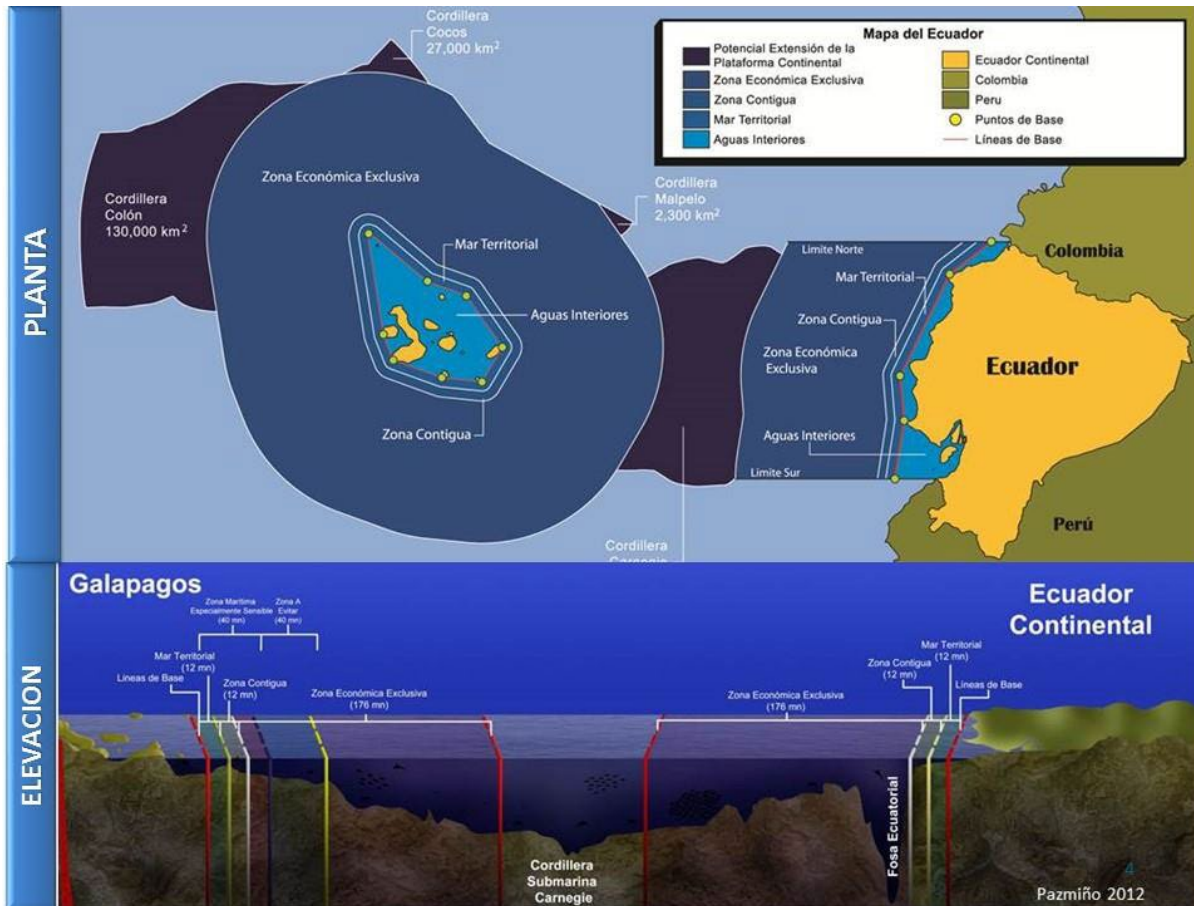 PLANTA
Cordillera
Cocos
27,000 km²
Mapa del Ecuador
Potencial Extensión de la
Plataforma Continental
Zona Económica Exclusiva
Zona Contigua
Mar Territorial
Aguas Interiores
Ecuador Continental
Colombia
Peru
Puntos de Base
Líneas de Base
Zona Económica Exclusiva
Cordillera
Colón
130,000 km²
Cordillera
Malpelo
2,300 km²
Mar Territorial
Aguas Interiores
Zona Contigua
Limite Norte
Mar Territorial
Zona Contigua
Zona Económica
Exclusiva
Aguas Interiores
Limite Sur
Colombia
Ecuador
Perú
Cordillera
Carnegie
ELEVACION
Galapagos
Zona Marítima
Especialmente Sensible
(40 mn)
Zona A
Evitar
(40 mn)
Mar Territorial
(12 mn)
Líneas de Base
Zona Contigua
(12 mn)
Zona Económica Exclusiva
(176 mn)
Ecuador
Continental
Mar Territorial
(12 mn)
Zona Contigua
(12 mn)
Líneas de Base
Zona Económica Exclusiva
(176 mn)
Cordillera
Submarina
Carnegie
Fosa Ecuatorial
4
Pazmiño 2012